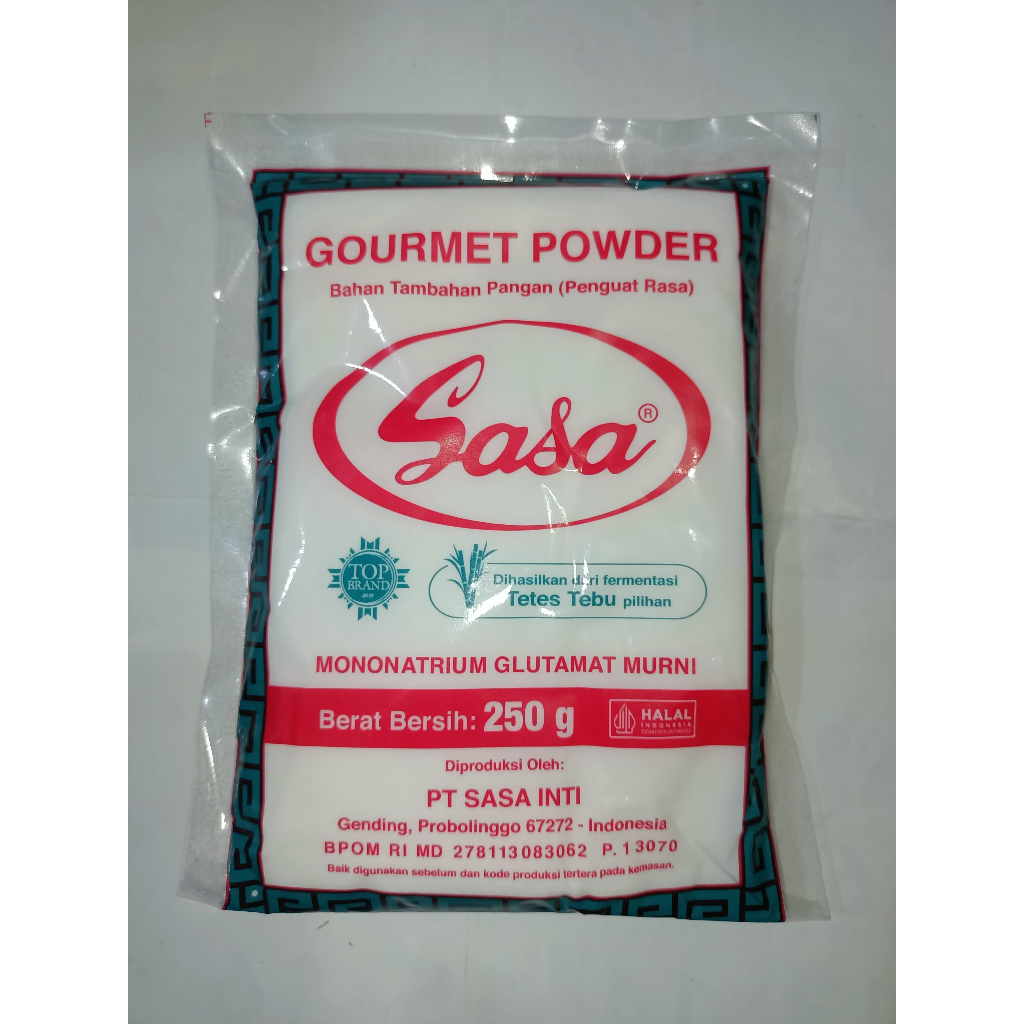 GOURMET POWDER
Bahan Tambahan Pangan (Penguat Rasa)
Sasa®
TOP
BRAND
Dihasilkan dari fermentasi
Tetes Tebu pilihan
MONONATRIUM GLUTAMAT MURNI
Berat Bersih: 250 g
HALAL
INDONESIA
Diproduksi Oleh:
PT SASA INTI
Gending, Probolinggo 67272 - Indonesia
BPOM RI MD 278113083062 P. 13070
Baik digunakan sebelum dan kode produksi tertera pada kemasan.